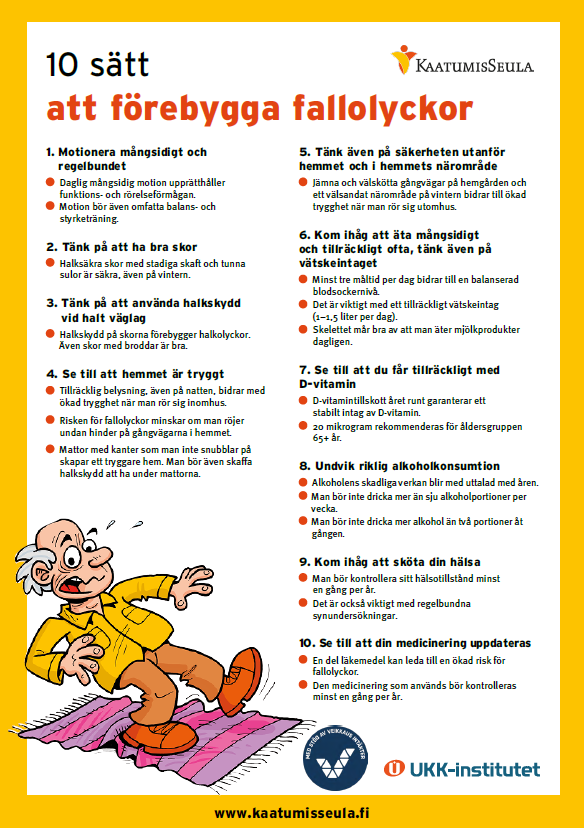 10 sätt
att förebygga fallolyckor
KAATUMISSEULA
1. Motionera mångsidigt och
regelbundet
Daglig mångsidig motion upprätthåller
funktions- och rörelseförmågan.
Motion bör även omfatta balans- och
styrketräning.
2. Tänk på att ha bra skor
Halksäkra skor med stadiga skaft och tunna
sulor är säkra, även på vintern.
3. Tänk på att använda halkskydd
vid halt väglag
Halkskydd på skorna förebygger halkolyckor.
Även skor med broddar är bra.
4. Se till att hemmet är tryggt
Tillräcklig belysning, även på natten, bidrar med
ökad trygghet när man rör sig inomhus.
Risken för fallolyckor minskar om man röjer
undan hinder på gångvägarna i hemmet.
Mattor med kanter som man inte snubblar på
skapar ett tryggare hem. Man bör även skaffa
halkskydd att ha under mattorna.
5. Tänk även på säkerheten utanför
hemmet och i hemmets närområde
Jämna och välskötta gångvägar på hemgården och
ett välsandat närområde på vintern bidrar till ökad
trygghet när man rör sig utomhus.
6. Kom ihåg att äta mångsidigt
och tillräckligt ofta, tänk även på
vätskeintaget
Minst tre måltid per dag bidrar till en balanserad
blodsockernivå.
Det är viktigt med ett tillräckligt vätskeintag
(1–1,5 liter per dag).
Skelettet mår bra av att man äter mjölkprodukter
dagligen.
7. Se till att du får tillräckligt med
D-vitamin
D-vitamintillskott året runt garanterar ett
stabilt intag av D-vitamin.
20 mikrogram rekommenderas för åldersgruppen
65+ år.
8. Undvik riklig alkoholkonsumtion
Alkoholens skadliga verkan blir med uttalad med åren.
Man bör inte dricka mer än sju alkoholportioner per
vecka.
Man bör inte dricka mer alkohol än två portioner åt
gången.
9. Kom ihåg att sköta din hälsa
Man bör kontrollera sitt hälsotillstånd minst
en gång per år.
Det är också viktigt med regelbundna
synundersökningar.
10. Se till att din medicinering uppdateras
En del läkemedel kan leda till en ökad risk för
fallolyckor.
Den medicinering som används bör kontrolleras
minst en gång per år.
MED STÖD AV VEIKKAUS INTÄKTER
UKK-institutet
www.kaatumisseula.fi